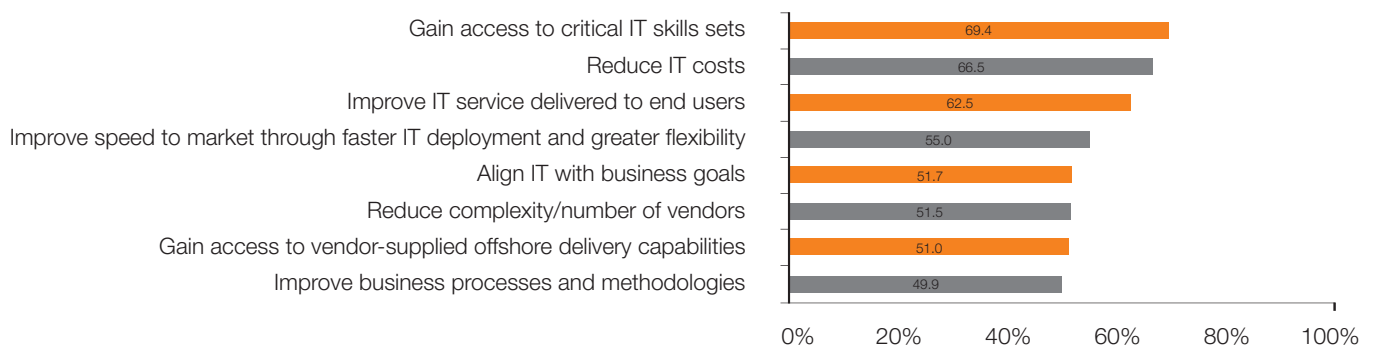 Gain access to critical IT skills sets 69.4
Reduce IT costs 66.5
Improve IT service delivered to end users 62.5
Improve speed to market through faster IT deployment and greater flexibility 55.0
Align IT with business goals 51.7
Reduce complexity/number of vendors 51.5
Gain access to vendor-supplied offshore delivery capabilities 51.0
Improve business processes and methodologies 49.9
0% 20% 40% 60% 80% 100%